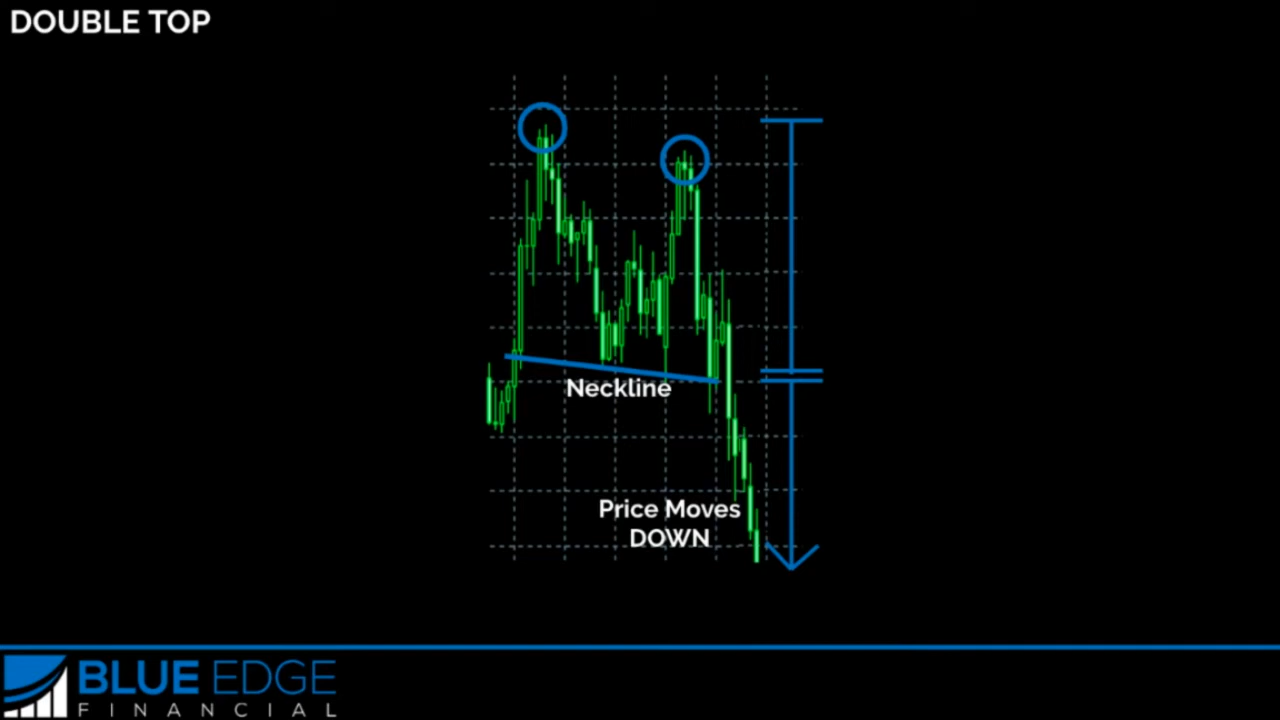 DOUBLE TOP
Neckline
Price Moves
DOWN
BLUE EDGE
FINANCIAL